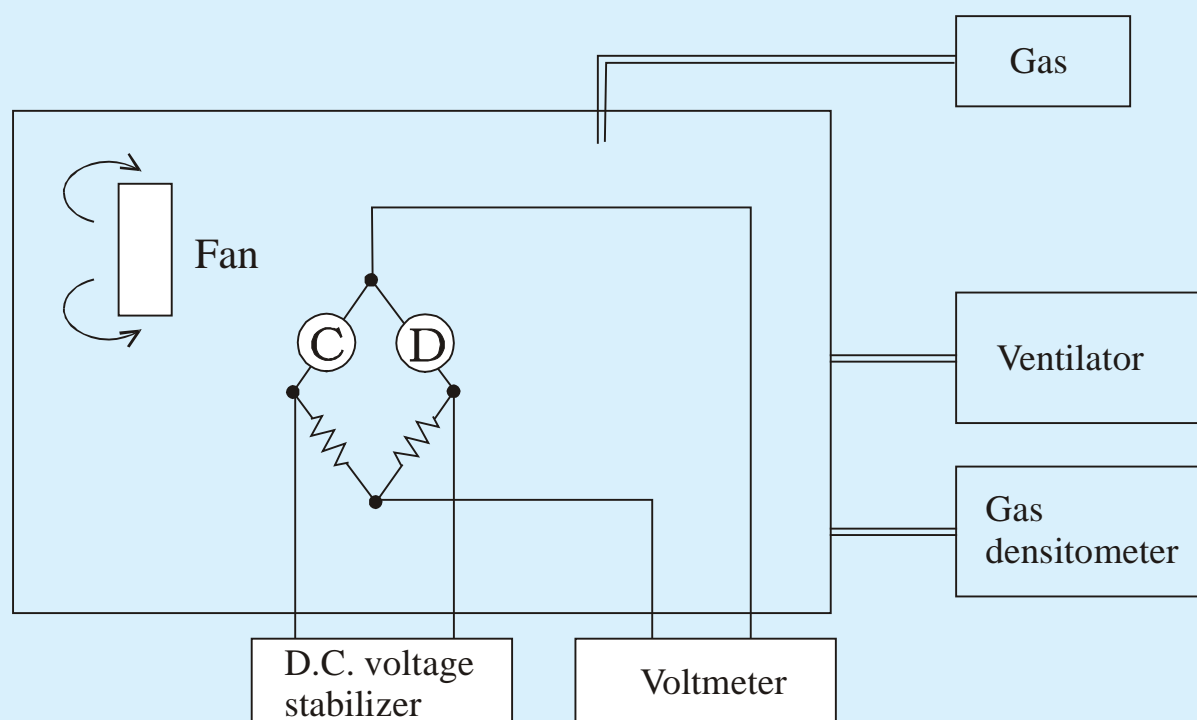 Gas
Fan
C
D
Ventilator
Gas
densitometer
D.C. voltage
stabilizer
Voltmeter